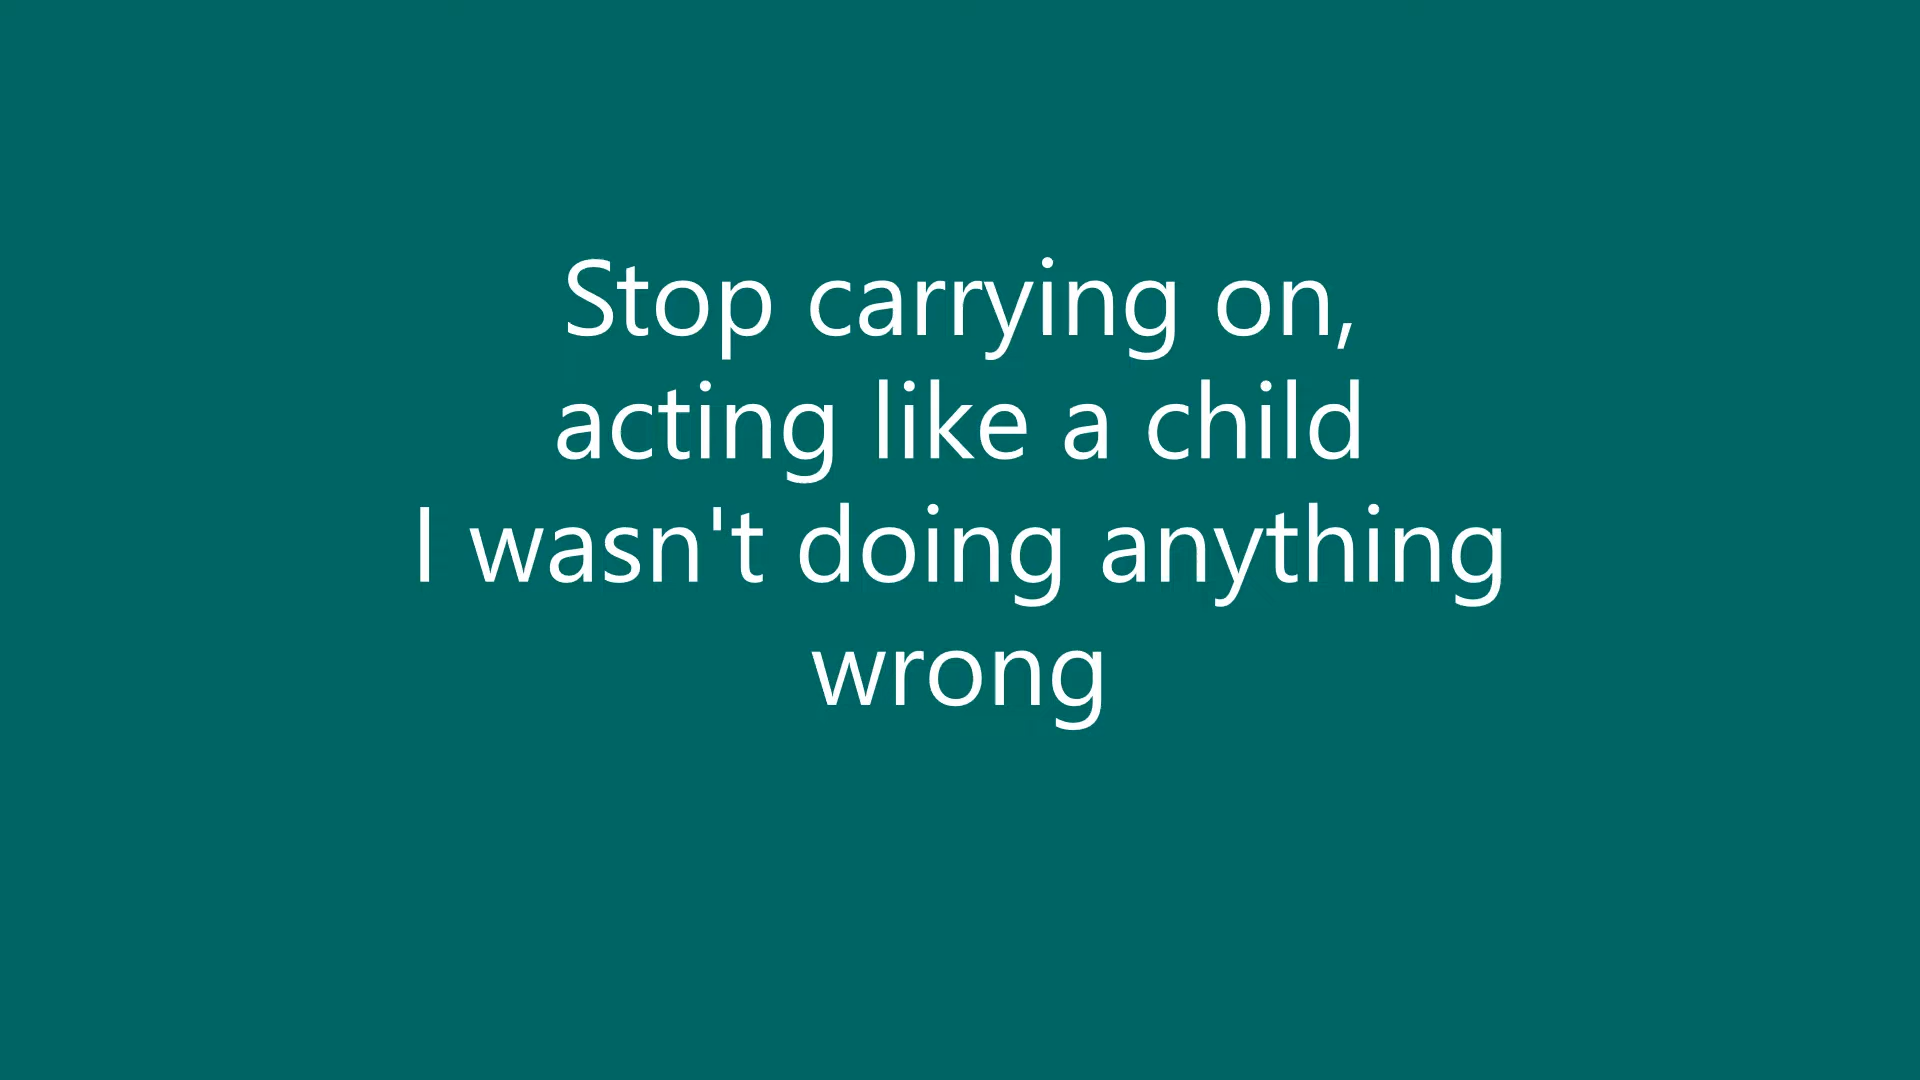 Stop carrying on,
acting like a child
I wasn't doing anything
wrong